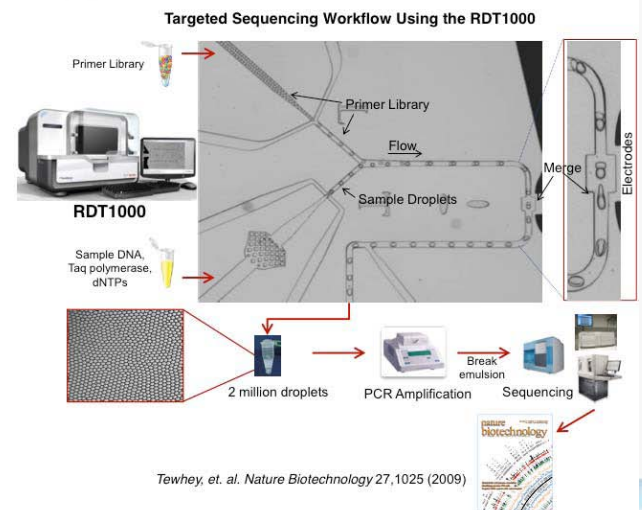 Targeted Sequencing Workflow Using the RDT1000
Primer Library
Primer Library
Flow
Merge
Electrodes
Sample Droplets
RDT1000
Sample DNA,
Taq polymerase,
dNTPs
2 million droplets
PCR Amplification
Break
emulsion
Sequencing
nature
biotechnology
Tewhey, et. al. Nature Biotechnology 27,1025 (2009)